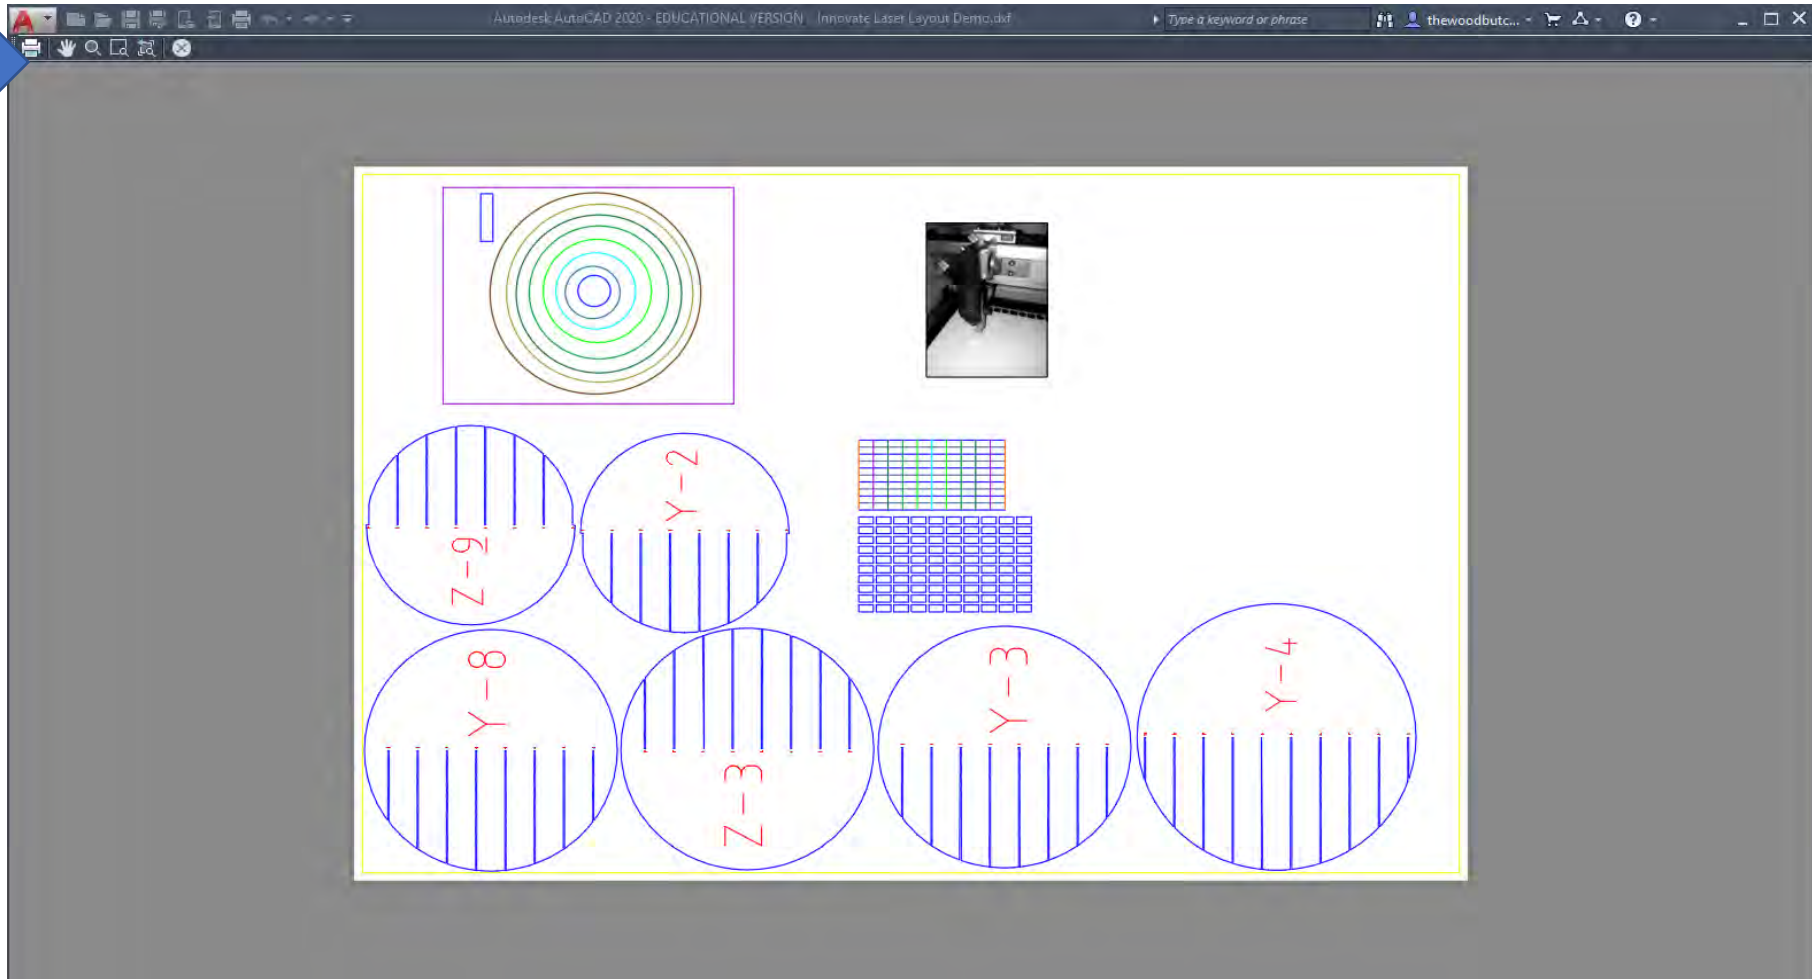 Autodesk AutoCAD 2020 - EDUCATIONAL VERSION Innovate Laser Layout Demo.dxf
Type a keyword or phrase
thewoodbutc...
Z-9
Y-2
Y-8
Z-3
Y-3
Y-4